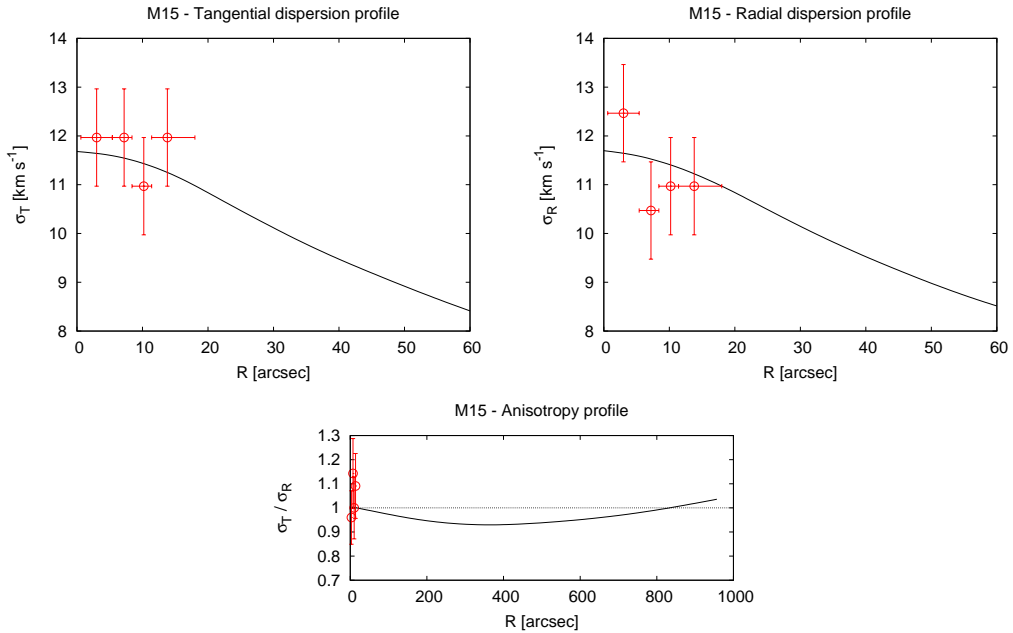 M15 - Tangential dispersion profile
14
13
12
11
10
9
8
σT [km s-1]
0 10 20 30 40 50 60
R [arcsec]
M15 - Radial dispersion profile
14
13
12
11
10
9
8
σR [km s-1]
0 10 20 30 40 50 60
R [arcsec]
M15 - Anisotropy profile
1.3
1.2
1.1
1
0.9
0.8
0.7
σT / σR
0 200 400 600 800 1000
R [arcsec]